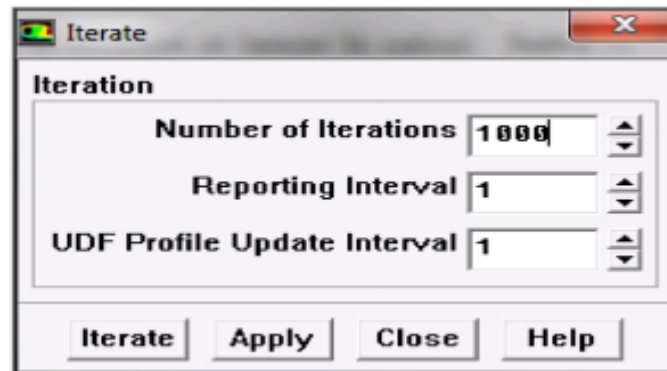 Iterate
Iteration
Number of Iterations 1000
Reporting Interval 1
UDF Profile Update Interval 1
Iterate Apply Close Help